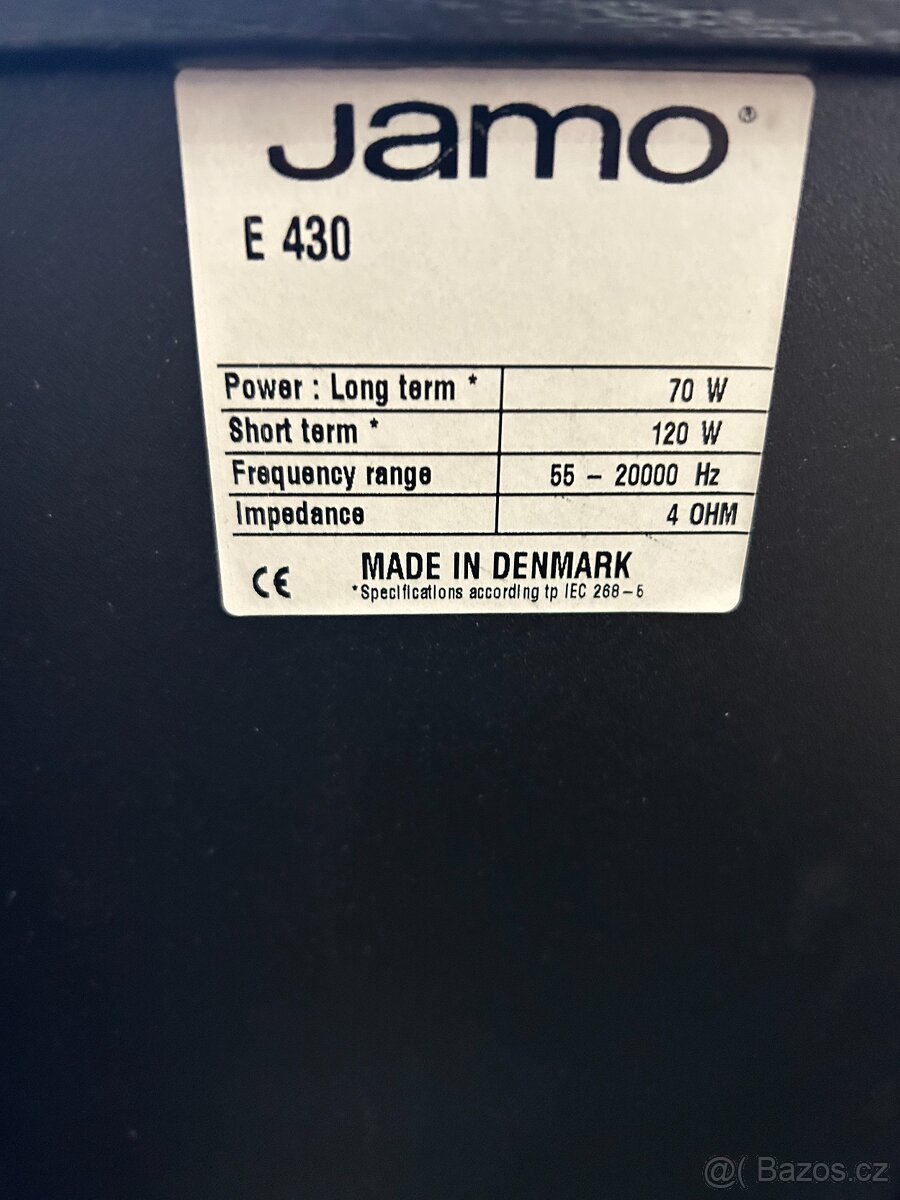 Jamo®
E 430
Power : Long term * 70 W
Short term * 120 W
Frequency range 55 – 20000 Hz
Impedance 4 OHM
CE MADE IN DENMARK
*Specifications according tp IEC 268–5
@( Bazos.cz